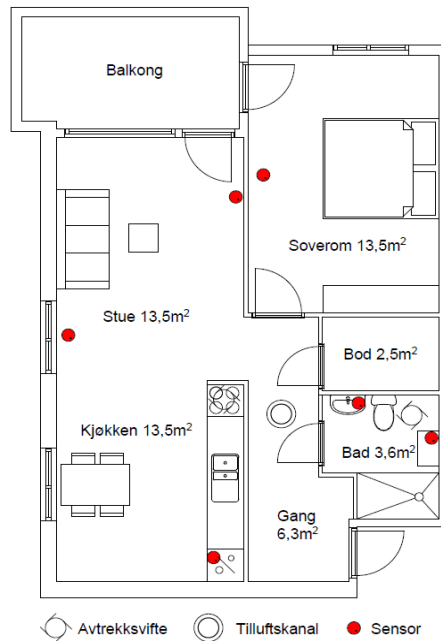 Balkong
Soverom 13,5m²
Stue 13,5m²
Bod 2,5m²
Kjøkken 13,5m²
Bad 3,6m²
Gang
6,3m²
Avtrekksvifte
Tilluftskanal
Sensor